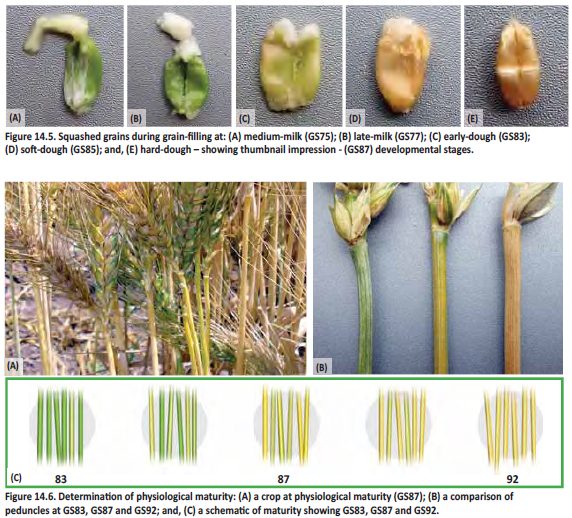 (A)
(B)
(C)
(D)
(E)
Figure 14.5. Squashed grains during grain-filling at: (A) medium-milk (GS75); (B) late-milk (GS77); (C) early-dough (GS83);
(D) soft-dough (GS85); and, (E) hard-dough – showing thumbnail impression - (GS87) developmental stages.
(A)
(B)
(C)
83
87
92
Figure 14.6. Determination of physiological maturity: (A) a crop at physiological maturity (GS87); (B) a comparison of
peduncles at GS83, GS87 and GS92; and, (C) a schematic of maturity showing GS83, GS87 and GS92.